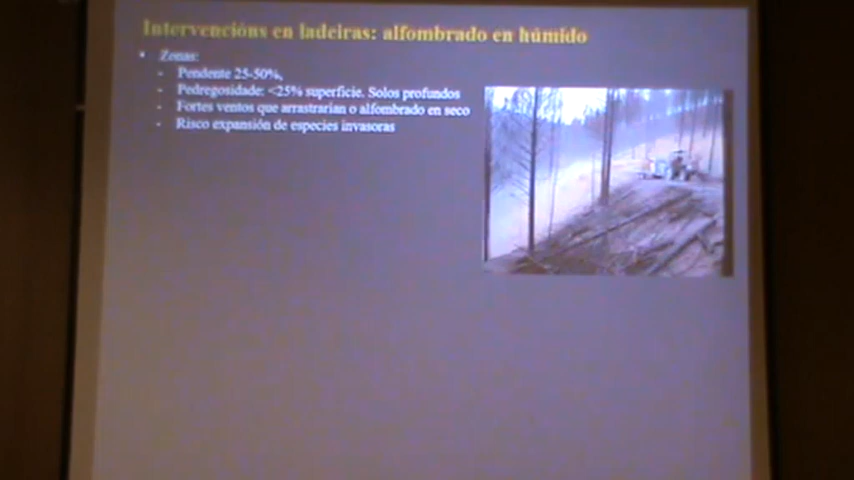 Intervencións en ladeiras: alfombrado en húmido
• Zonas:
- Pendente 25-50%,
- Pedregosidade: <25% superficie. Solos profundos
- Fortes ventos que arrastrarían o alfombrado en seco
- Risco expansión de especies invasoras